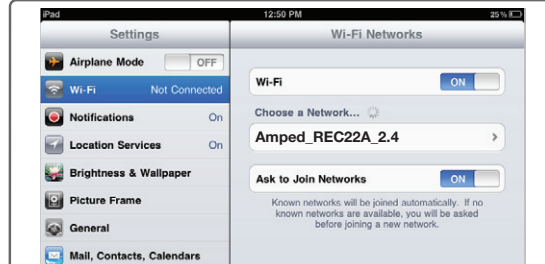 iPad 12:50 PM 25%
Settings
Wi-Fi Networks
Airplane Mode OFF
Wi-Fi Not Connected
Notifications On
Location Services On
Brightness & Wallpaper
Picture Frame
General
Mail, Contacts, Calendars
Wi-Fi ON
Choose a Network...
Amped_REC22A_2.4
Ask to Join Networks ON
Known networks will be joined automatically. If no
known networks are available, you will be asked
before joining a new network.